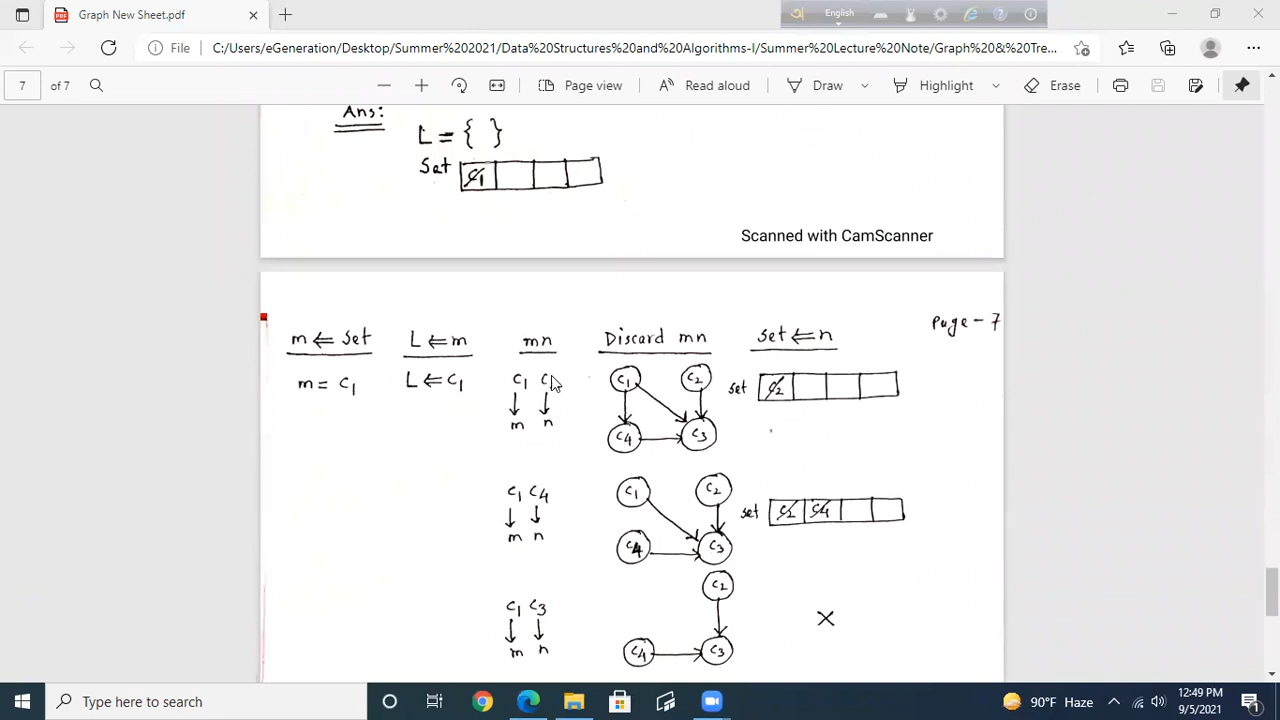 Graph New Sheet.pdf
English
File C:/Users/eGeneration/Desktop/Summer%202021/Data%20Structures%20and%20Algorithms-I/Summer%20Lecture%20Note/Graph%20&%20Tre...
7 of 7 Page view Read aloud Draw Highlight Erase
Ans:
L = { }
Set C1
Scanned with CamScanner
Page - 7
m ⇐ set L ⇐ m mn Discard mn set ⇐ n
m = C1 L ⇐ C1 C1 C1 C2 set C2
m n C4 C3
C1 C4 C1 C2 set C2 C4
m n C4 C3
C2
C1 C3 X
m n C4 C3
Type here to search 90°F Haze 12:49 PM
9/5/2021